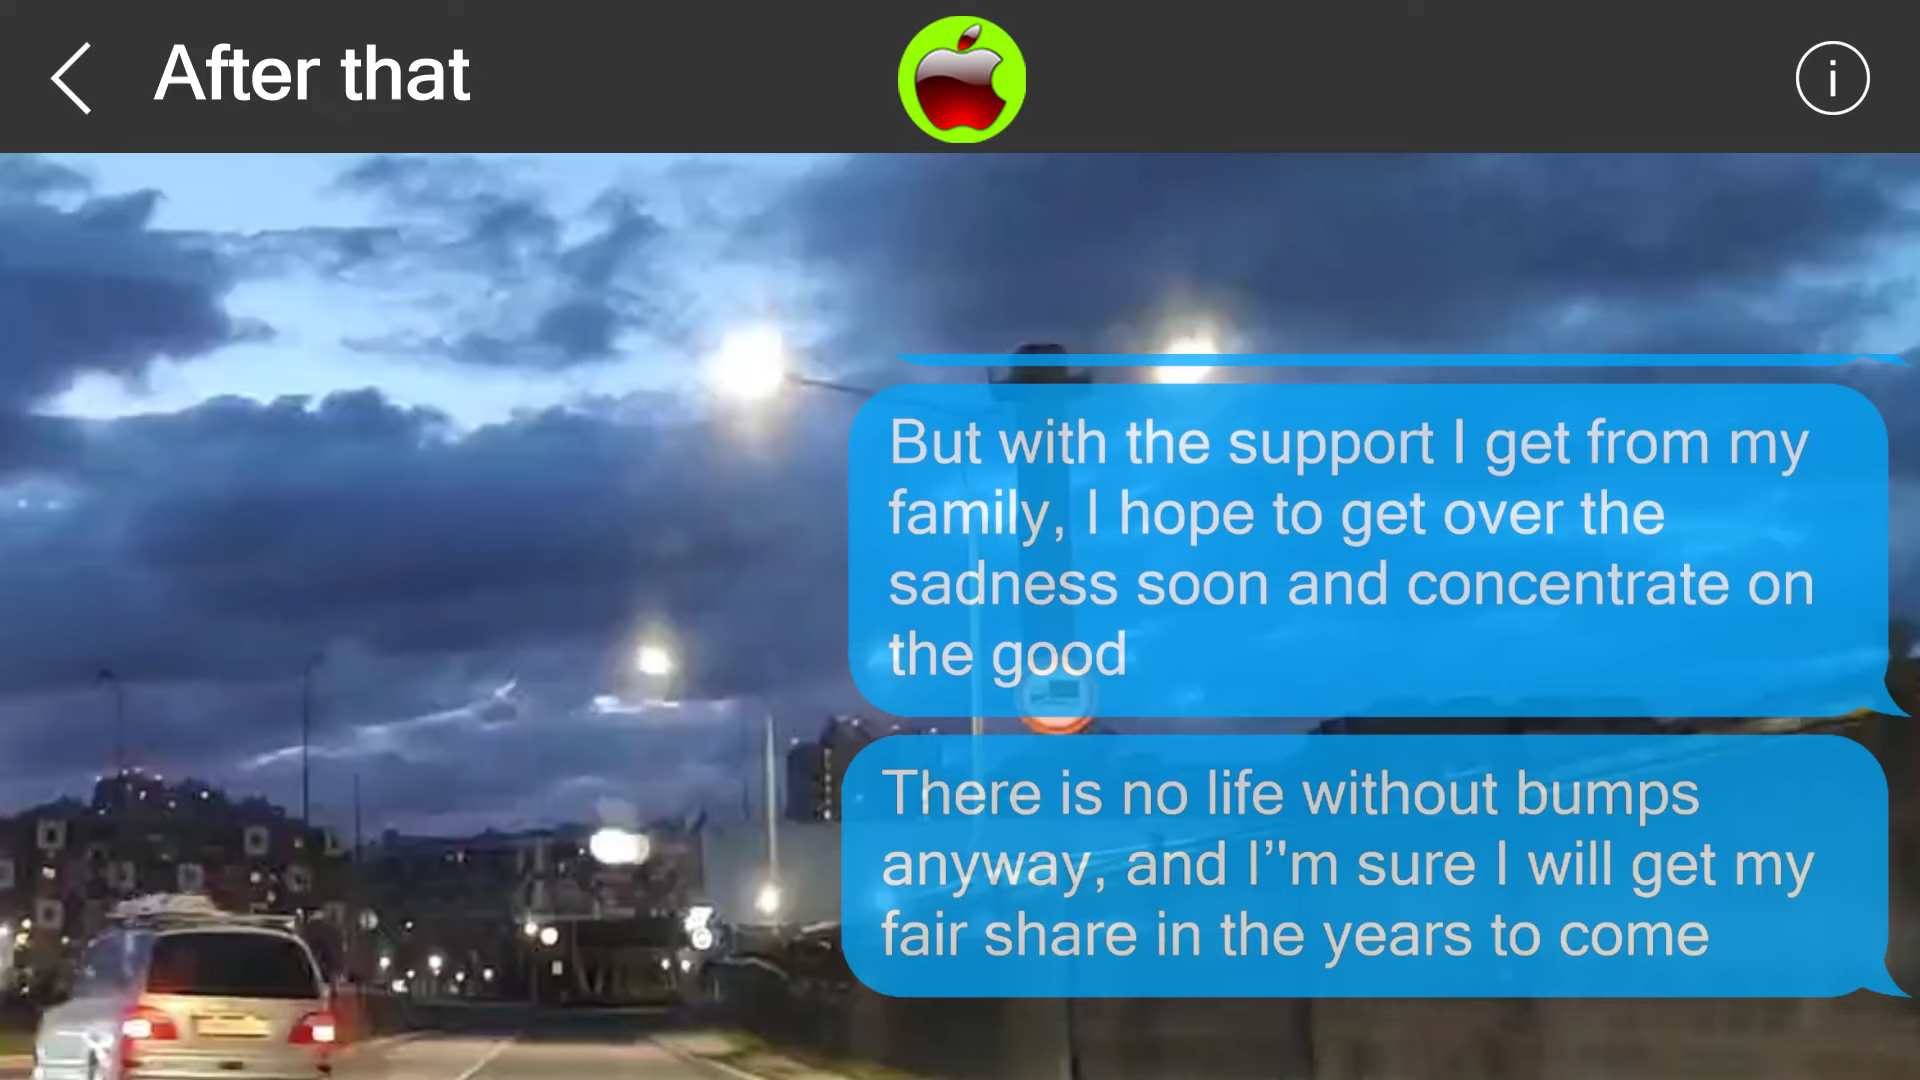 After that
But with the support I get from my
family, I hope to get over the
sadness soon and concentrate on
the good
There is no life without bumps
anyway, and I”'m sure I will get my
fair share in the years to come